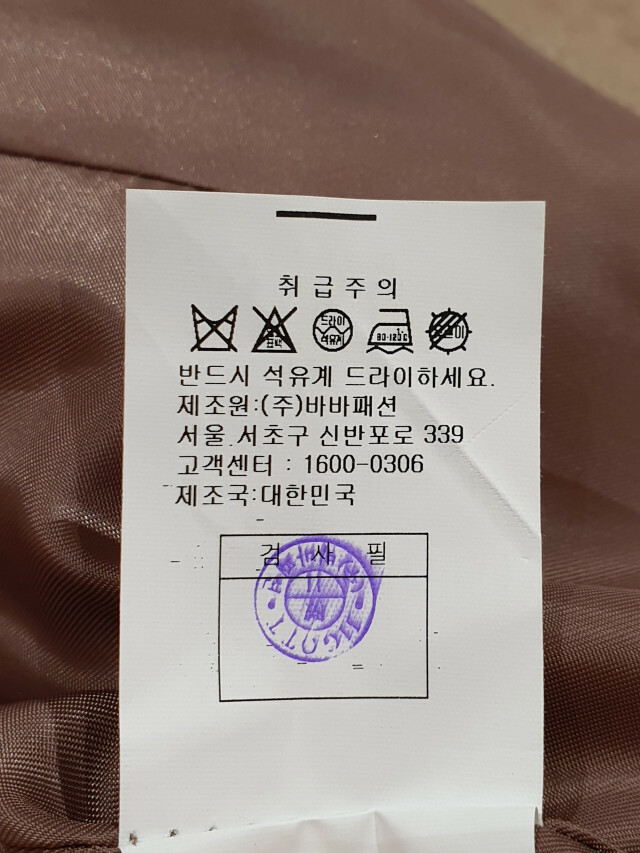 취급주의
표백
드라이
석유계
80-120℃
반드시 석유계 드라이하세요.
제조원:(주)바바패션
서울 서초구 신반포로 339
고객센터 : 1600-0306
제조국:대한민국
검 사 필